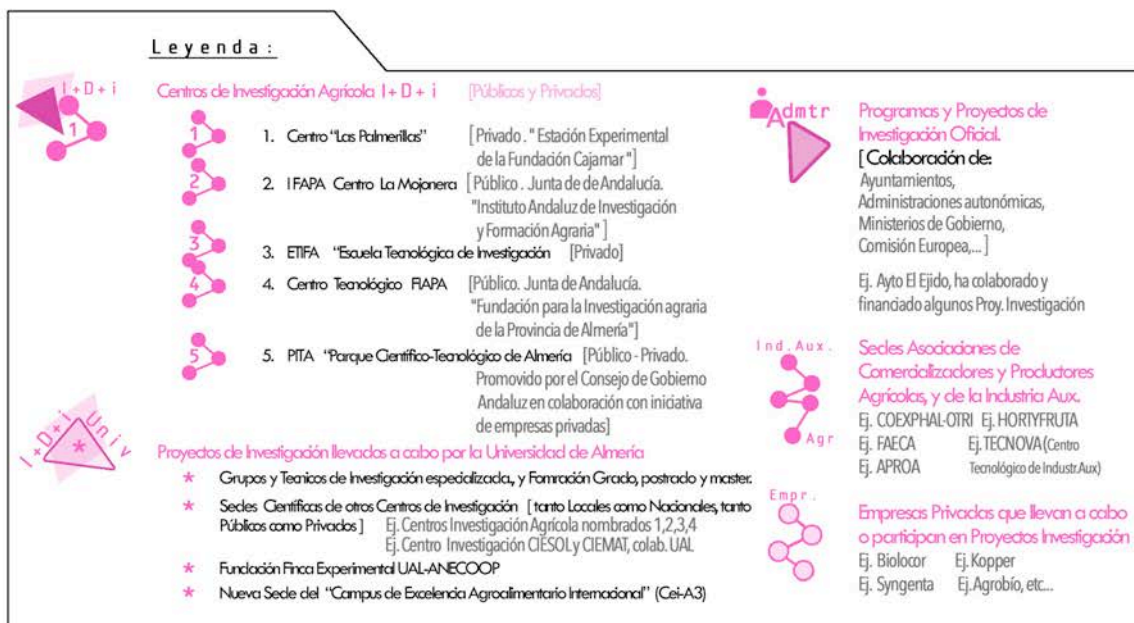 Leyenda:
I+D+i
1
Centros de Investigación Agrícola I+D+i [Públicos y Privados]
1
1. Centro "Las Palmerillas" [Privado. "Estación Experimental
de la Fundación Cajamar"]
2
2. IFAPA Centro La Mojonera [Público. Junta de de Andalucía.
"Instituto Andaluz de Investigación
y Formación Agraria"]
3
3. ETIFA "Escuela Tecnológica de Investigación [Privado]
4
4. Centro Tecnológico FIAPA [Público. Junta de Andalucía.
"Fundación para la Investigación agraria
de la Provincia de Almería"]
5
5. PITA "Parque Científico-Tecnológico de Almería [Público - Privado.
Promovido por el Consejo de Gobierno
Andaluz en colaboración con iniciativa
de empresas privadas]
I+D+i Univ
*
Proyectos de Investigación llevados a cabo por la Universidad de Almería
* Grupos y Tecnicos de Investigación especializada, y Fomración Grado, postrado y master.
* Sedes Científicas de otros Centros de Investigación [tanto Locales como Nacionales, tanto
Públicos como Privados] Ej. Centros Investigación Agrícola nombrados 1,2,3,4
Ej. Centro Investigación CIESOL y CIEMAT, colab. UAL
* Fundación Finca Experimental UAL-ANECOOP
* Nueva Sede del "Campus de Excelencia Agroalimentario Internacional" (Cei-A3)
Admtr
Programas y Proyectos de
Investigación Oficial.
[Colaboración de:
Ayuntamientos,
Administraciones autonómicas,
Ministerios de Gobierno,
Comisión Europea,...]
Ej. Ayto El Ejido, ha colaborado y
financiado algunos Proy. Investigación
Ind.Aux.
Agr
Sedes Asociaciones de
Comercializadores y Productores
Agrícolas, y de la Industria Aux.
Ej. COEXPHAL-OTRI Ej. HORTYFRUTA
Ej. FAECA Ej. TECNOVA (Centro
Ej. APROA Tecnológico de Industr.Aux)
Empr.
Empresas Privadas que llevan a cabo
o participan en Proyectos Investigación
Ej. Biolocor Ej. Kopper
Ej. Syngenta Ej. Agrobío, etc...